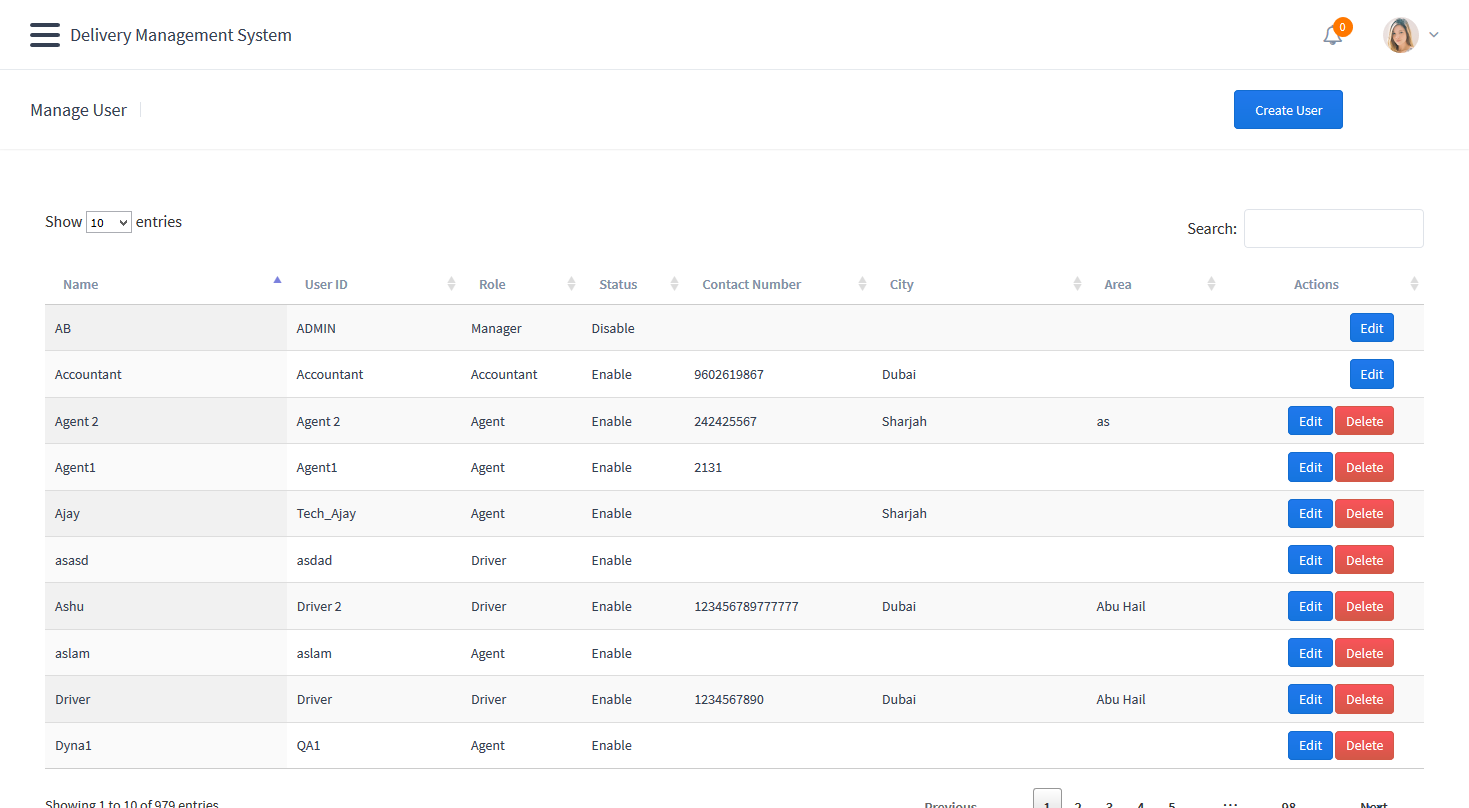 Delivery Management System 0
Manage User Create User
Show 10 entries Search:
Name User ID Role Status Contact Number City Area Actions
AB ADMIN Manager Disable Edit
Accountant Accountant Accountant Enable 9602619867 Dubai Edit
Agent 2 Agent 2 Agent Enable 242425567 Sharjah as Edit Delete
Agent1 Agent1 Agent Enable 2131 Edit Delete
Ajay Tech_Ajay Agent Enable Sharjah Edit Delete
asasd asdad Driver Enable Edit Delete
Ashu Driver 2 Driver Enable 123456789777777 Dubai Abu Hail Edit Delete
aslam aslam Agent Enable Edit Delete
Driver Driver Driver Enable 1234567890 Dubai Abu Hail Edit Delete
Dyna1 QA1 Agent Enable Edit Delete
Showing 1 to 10 of 979 entries Previous 1 2 3 4 5 ... 98 Next